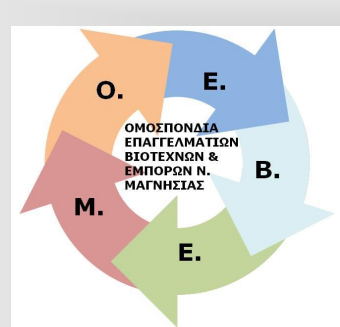 Ο.
Ε.
ΟΜΟΣΠΟΝΔΙΑ
ΕΠΑΓΓΕΛΜΑΤΙΩΝ
ΒΙΟΤΕΧΝΩΝ &
ΕΜΠΟΡΩΝ Ν.
ΜΑΓΝΗΣΙΑΣ
Β.
Μ.
Ε.